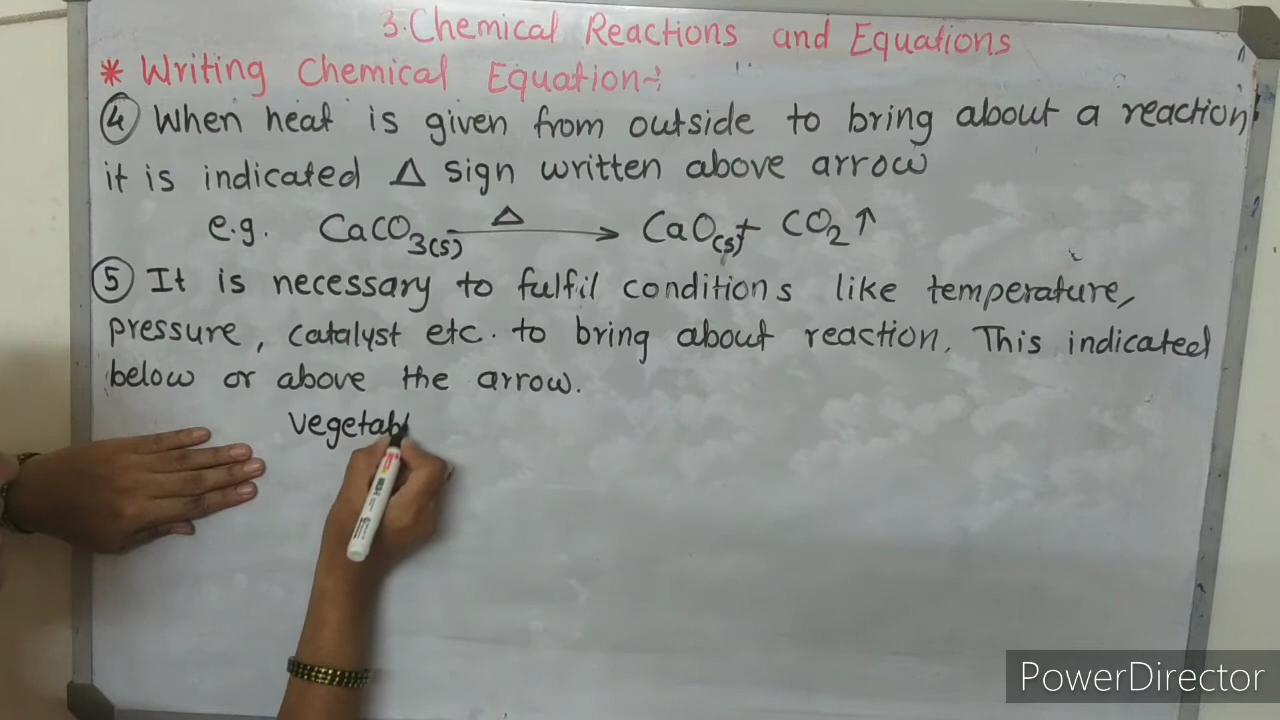 3. Chemical Reactions and Equations
* Writing Chemical Equation:
④ When heat is given from outside to bring about a reaction
it is indicated Δ sign written above arrow
e.g. CaCO₃(s) —Δ→ CaO(s) + CO₂↑
⑤ It is necessary to fulfil conditions like temperature,
pressure, catalyst etc. to bring about reaction. This indicated
below or above the arrow.
Vegetab
PowerDirector